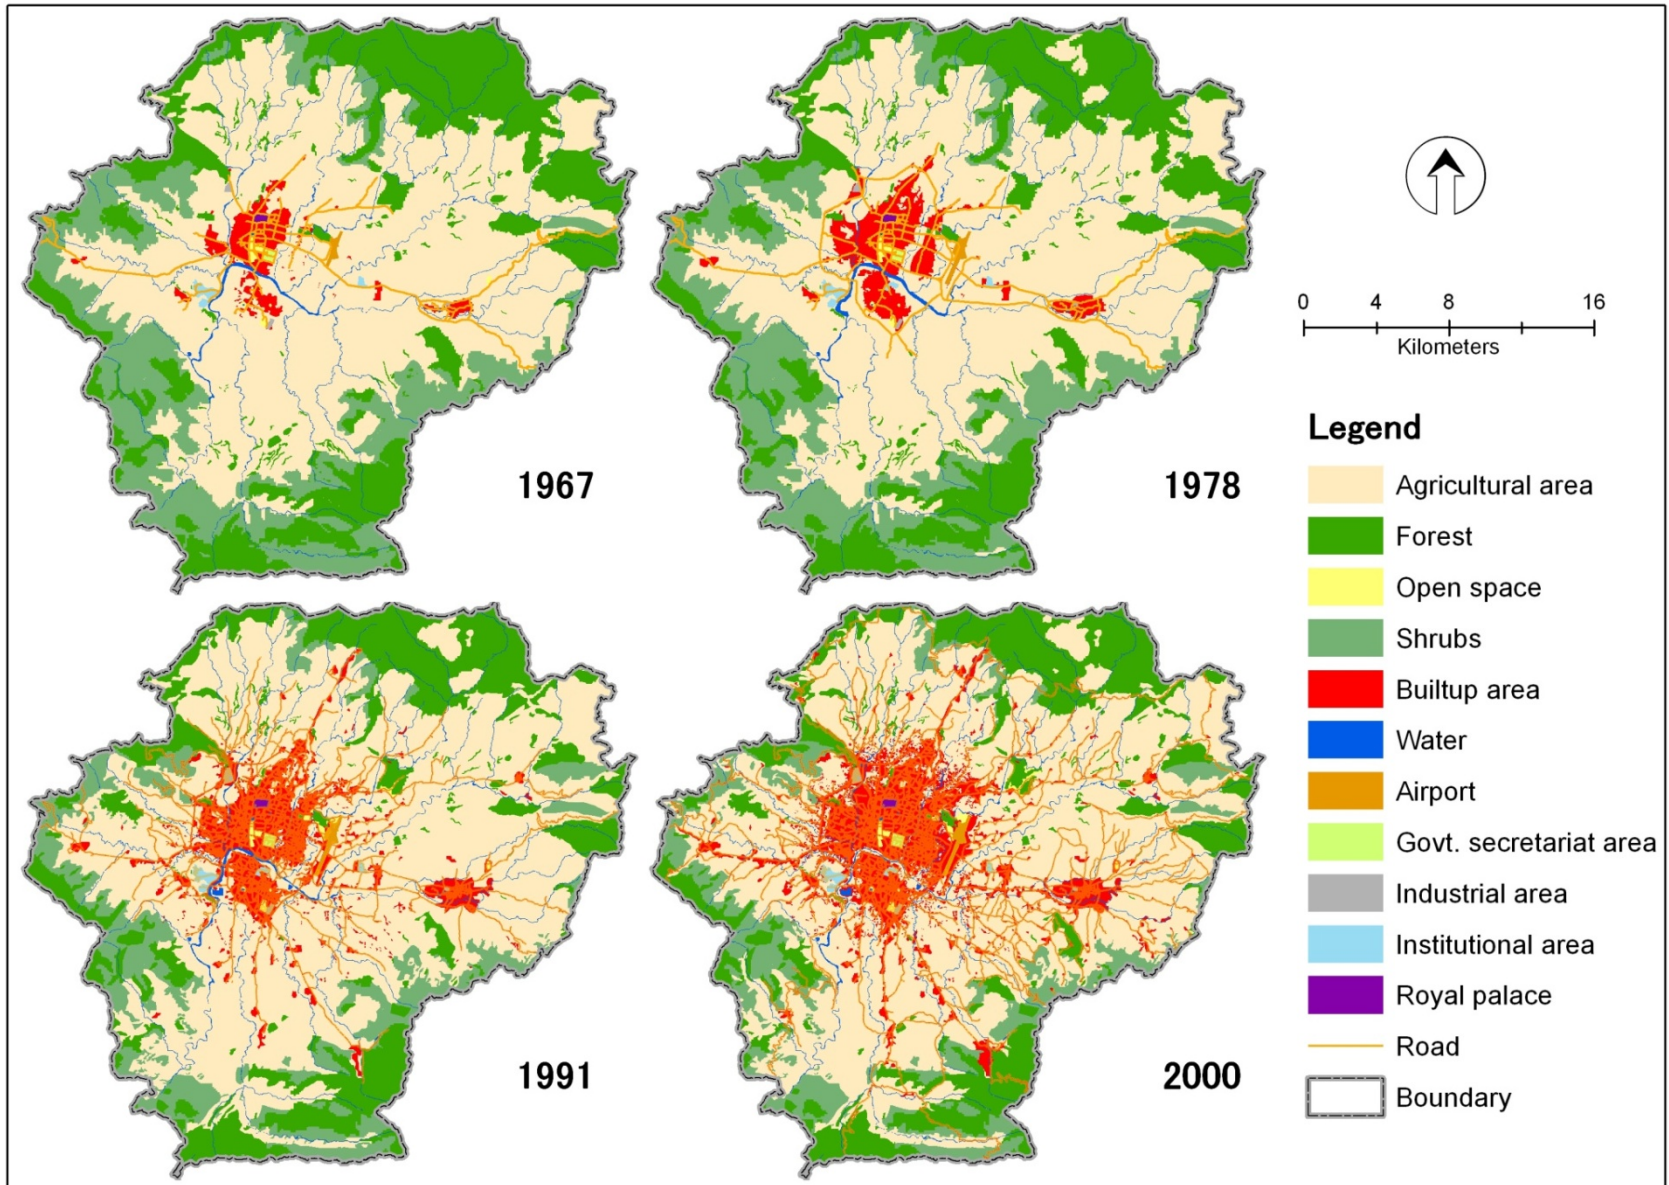 1967
1978
0 4 8 16
Kilometers
Legend
Agricultural area
Forest
Open space
Shrubs
Builtup area
Water
Airport
Govt. secretariat area
Industrial area
Institutional area
Royal palace
Road
Boundary
1991
2000